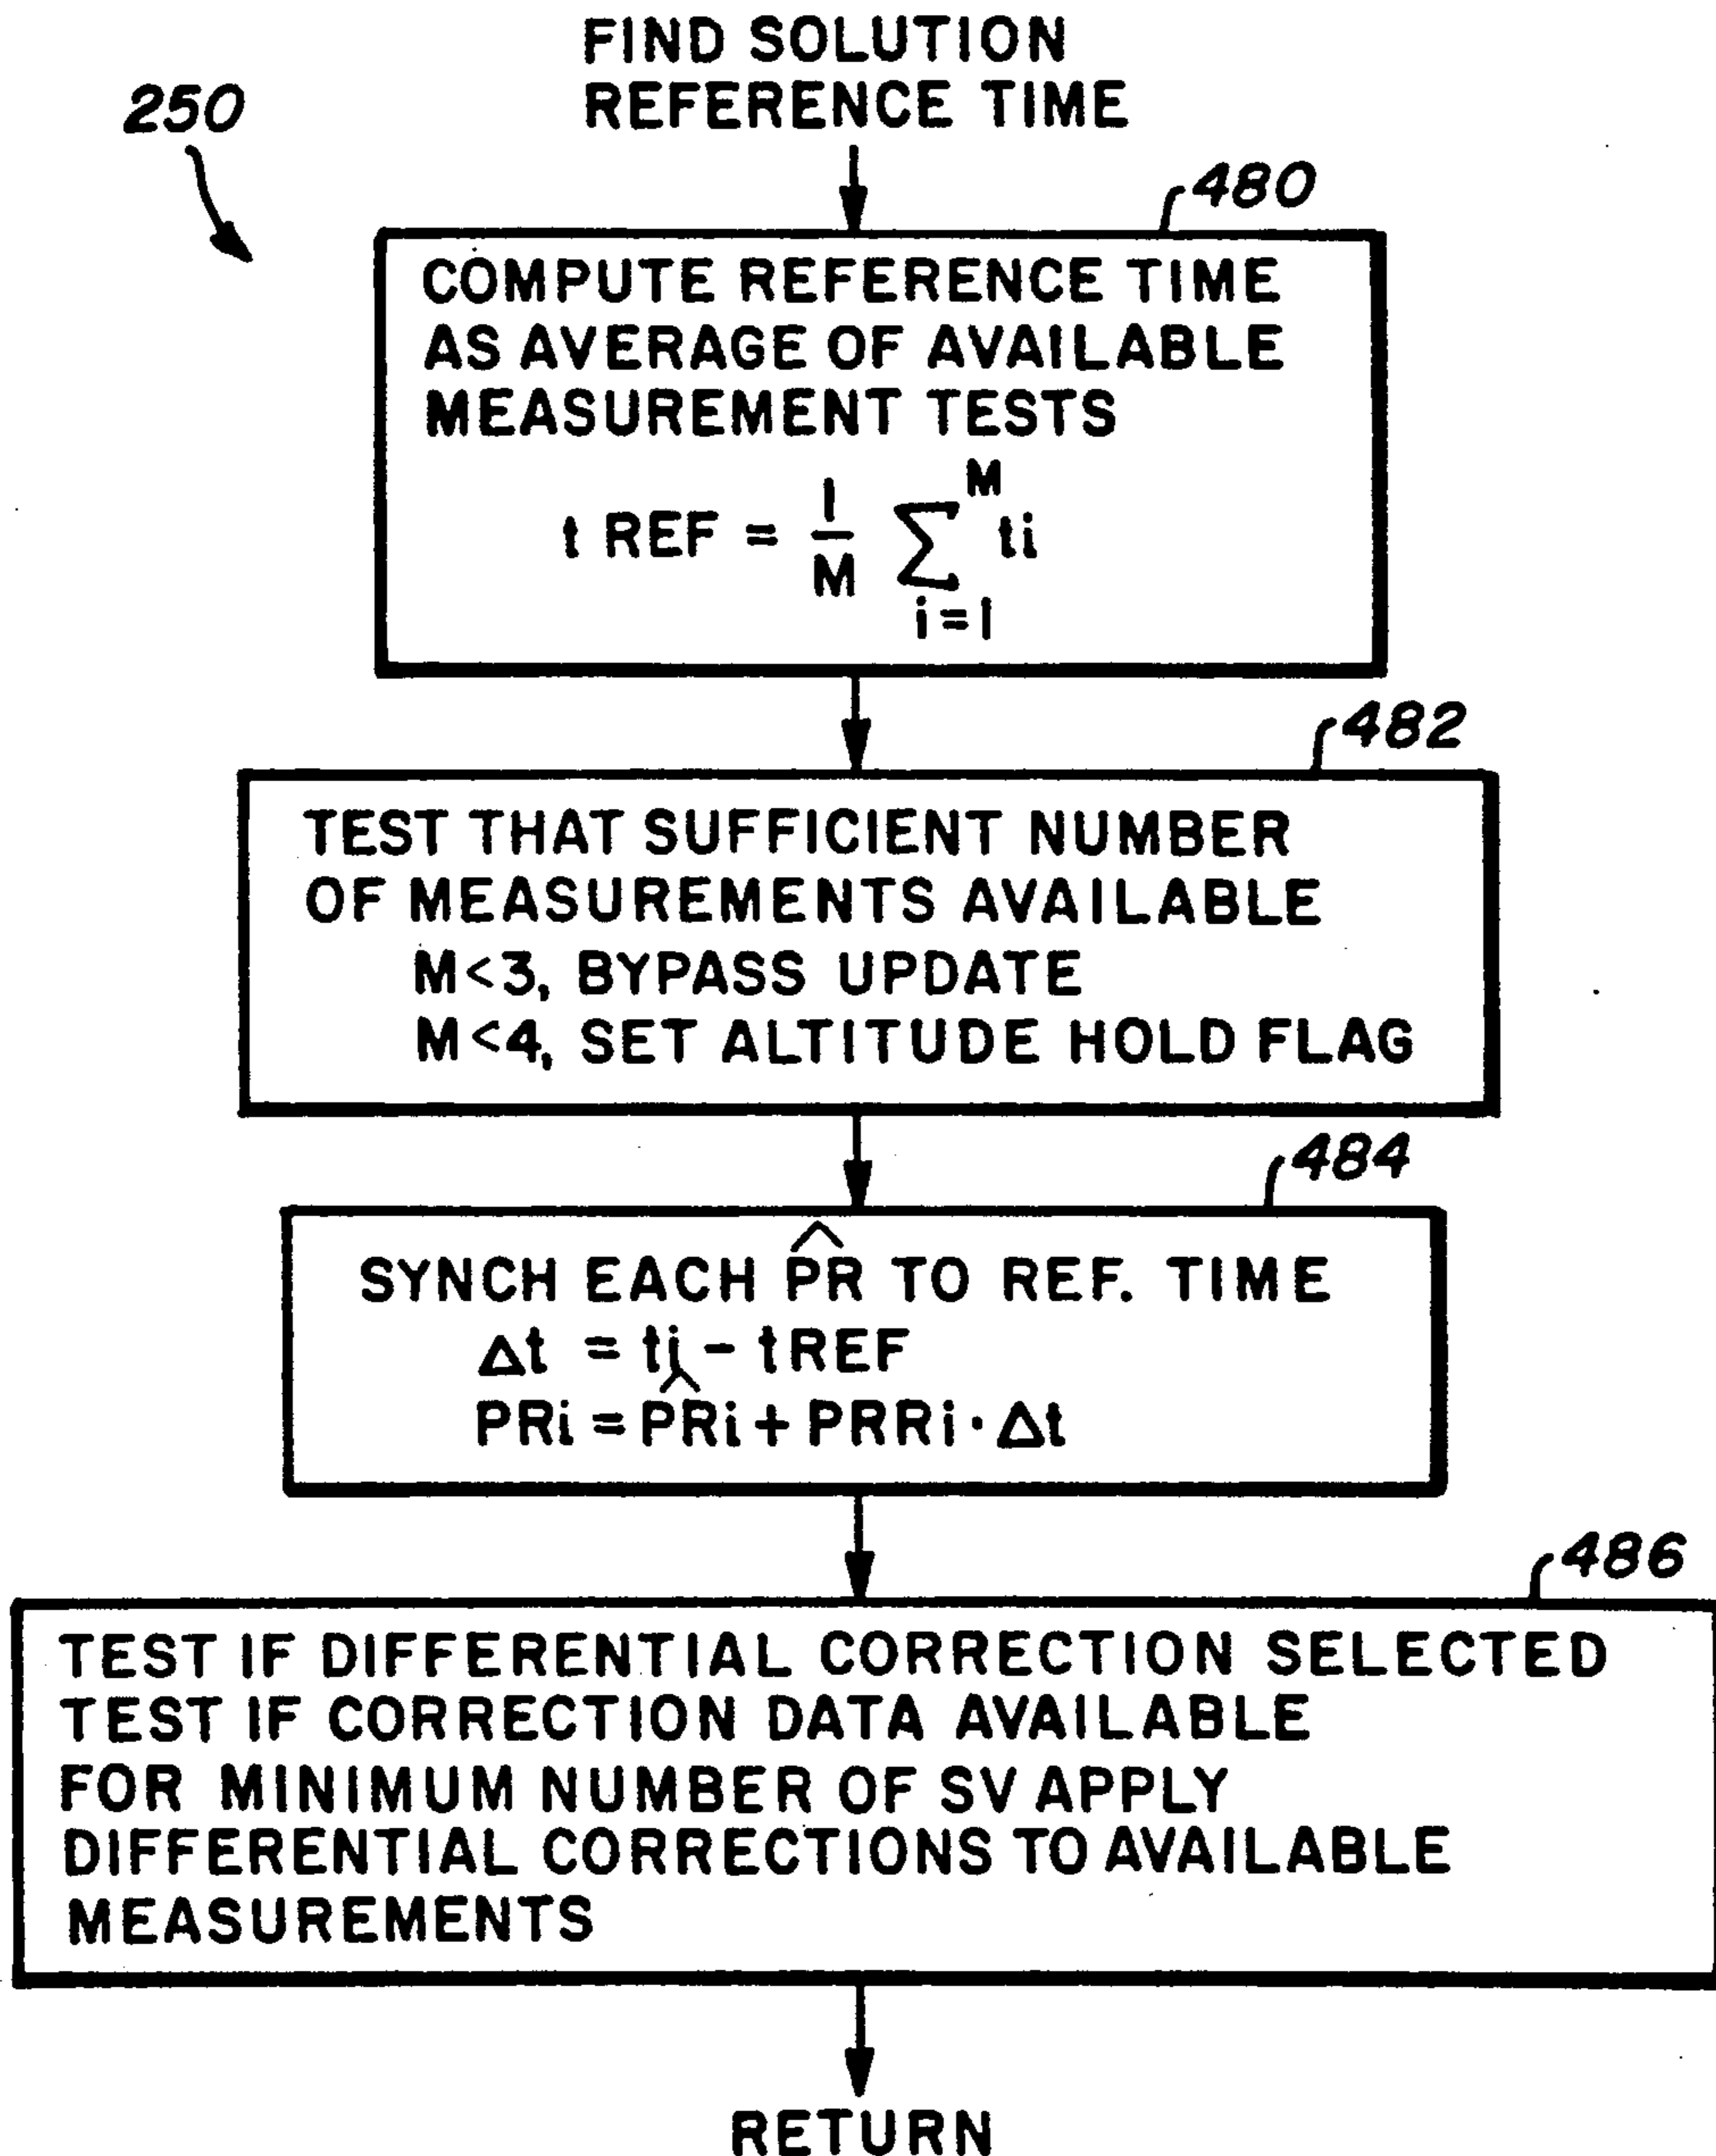 FIND SOLUTION
REFERENCE TIME
250
480
COMPUTE REFERENCE TIME
AS AVERAGE OF AVAILABLE
MEASUREMENT TESTS
t REF = 1/M Σ^M_{i=1} ti
482
TEST THAT SUFFICIENT NUMBER
OF MEASUREMENTS AVAILABLE
M<3, BYPASS UPDATE
M<4, SET ALTITUDE HOLD FLAG
484
SYNCH EACH P̂R TO REF. TIME
Δt = ti - tREF
PRi = P̂Ri + PRRi · Δt
486
TEST IF DIFFERENTIAL CORRECTION SELECTED
TEST IF CORRECTION DATA AVAILABLE
FOR MINIMUM NUMBER OF SV APPLY
DIFFERENTIAL CORRECTIONS TO AVAILABLE
MEASUREMENTS
RETURN